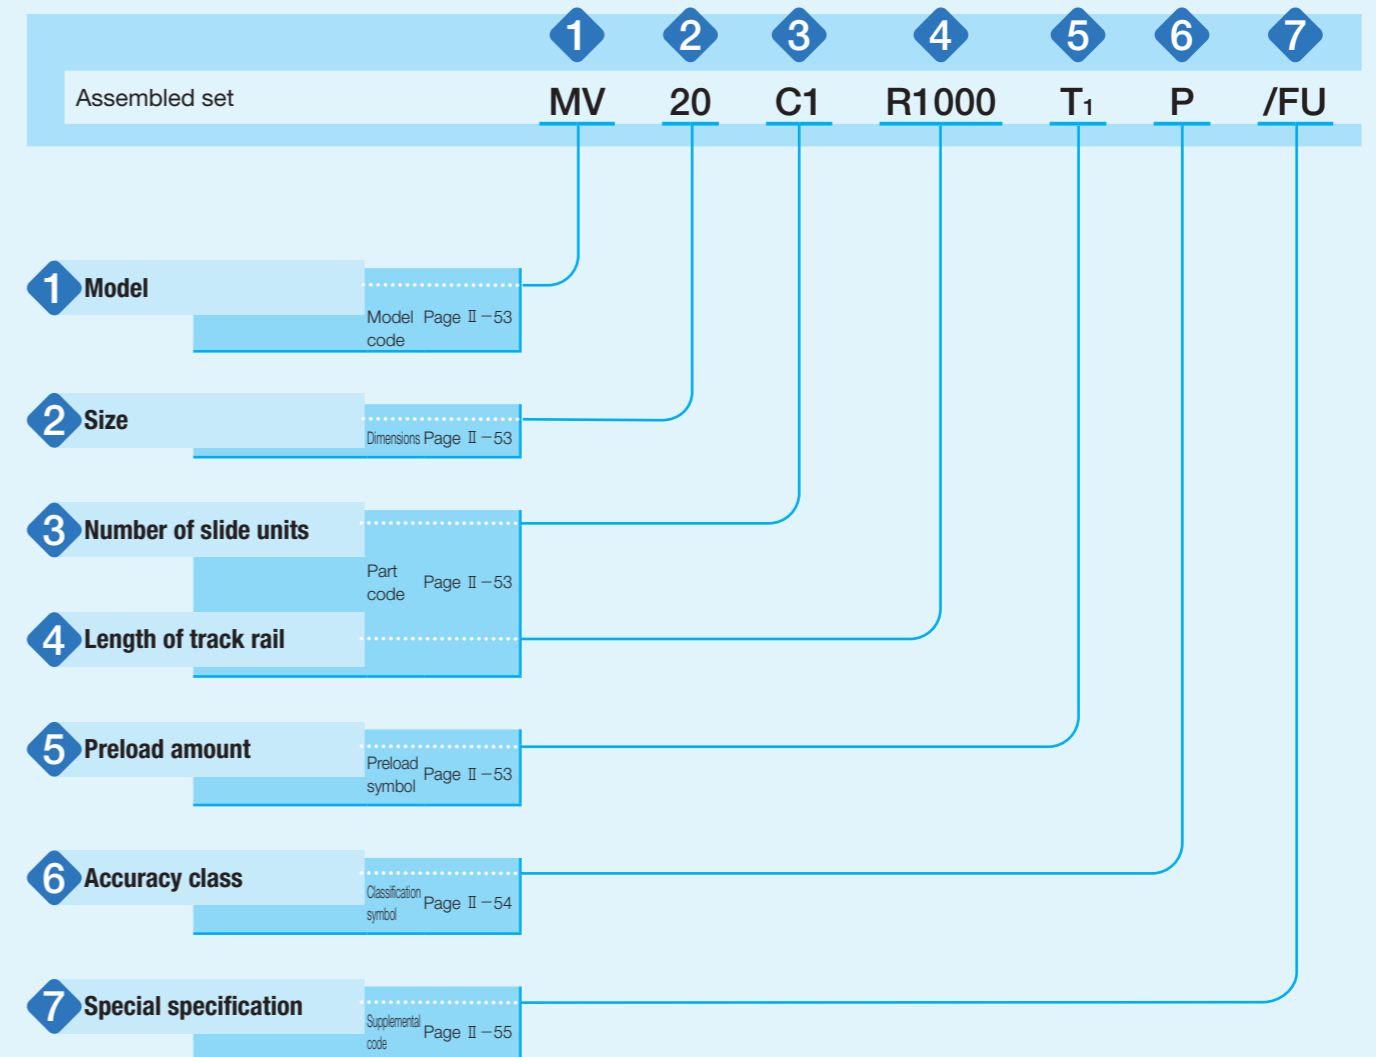 1 2 3 4 5 6 7
Assembled set MV 20 C1 R1000 T1 P /FU
1 Model
Model code Page Ⅱ-53
2 Size
Dimensions Page Ⅱ-53
3 Number of slide units
Part code Page Ⅱ-53
4 Length of track rail
5 Preload amount
Preload symbol Page Ⅱ-53
6 Accuracy class
Classification symbol Page Ⅱ-54
7 Special specification
Supplemental code Page Ⅱ-55